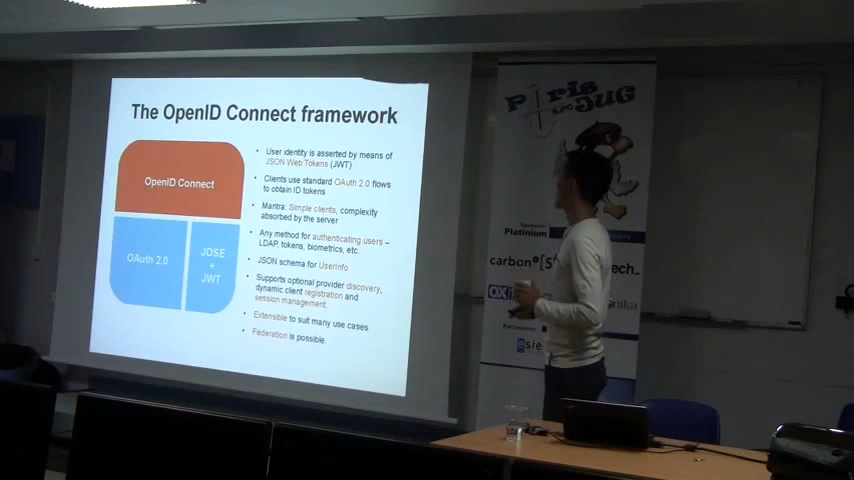 The OpenID Connect framework
OpenID Connect
OAuth 2.0
JOSE
+
JWT
• User identity is asserted by means of
JSON Web Tokens (JWT)
• Clients use standard OAuth 2.0 flows
to obtain ID tokens
• Mantra: Simple clients, complexity
absorbed by the server
• Any method for authenticating users –
LDAP, tokens, biometrics, etc.
• JSON schema for UserInfo
• Supports optional provider discovery,
dynamic client registration and
session management.
• Extensible to suit many use cases.
• Federation is possible.
Paris
JUG
Platinium
carbon
ech_